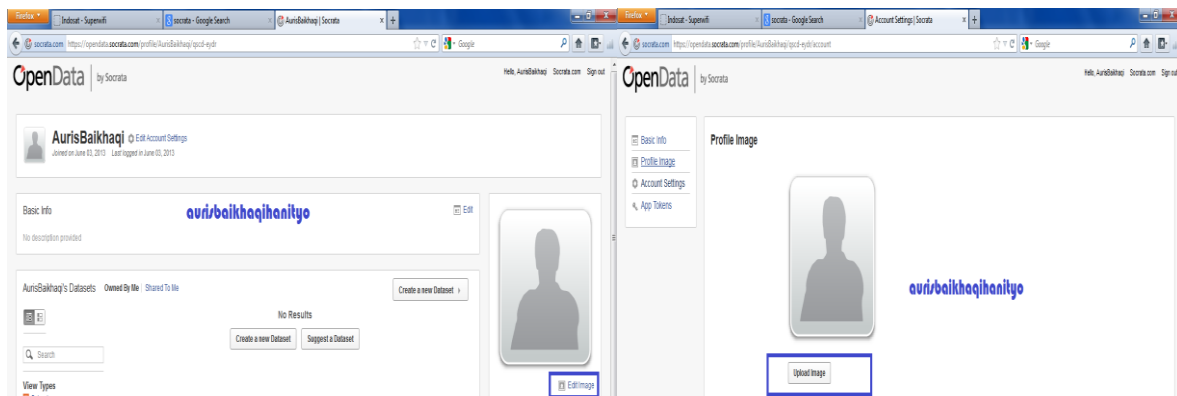 Firefox
Indosat - Superwifi
socrata - Google Search
AurisBaikhaqi | Socrata
socrata.com
https://opendata.socrata.com/profile/AurisBaikhaqi/qscd-eydr
Google
OpenData | by Socrata
Hello, AurisBaikhaqi Socrata.com Sign out
AurisBaikhaqi Edit Account Settings
Joined on June 03, 2013 Last logged in June 03, 2013
Basic Info
aurisbaikhaqihanityo
Edit
No description provided
AurisBaikhaqi's Datasets Owned By Me | Shared To Me
Create a new Dataset ›
No Results
Create a new Dataset Suggest a Dataset
Search
View Types
Edit Image
Firefox
Indosat - Superwifi
socrata - Google Search
Account Settings | Socrata
socrata.com
https://opendata.socrata.com/profile/AurisBaikhaqi/qscd-eydr/account
Google
OpenData | by Socrata
Hello, AurisBaikhaqi Socrata.com Sign out
Basic Info
Profile Image
Account Settings
App Tokens
Profile Image
aurisbaikhaqihanityo
Upload Image